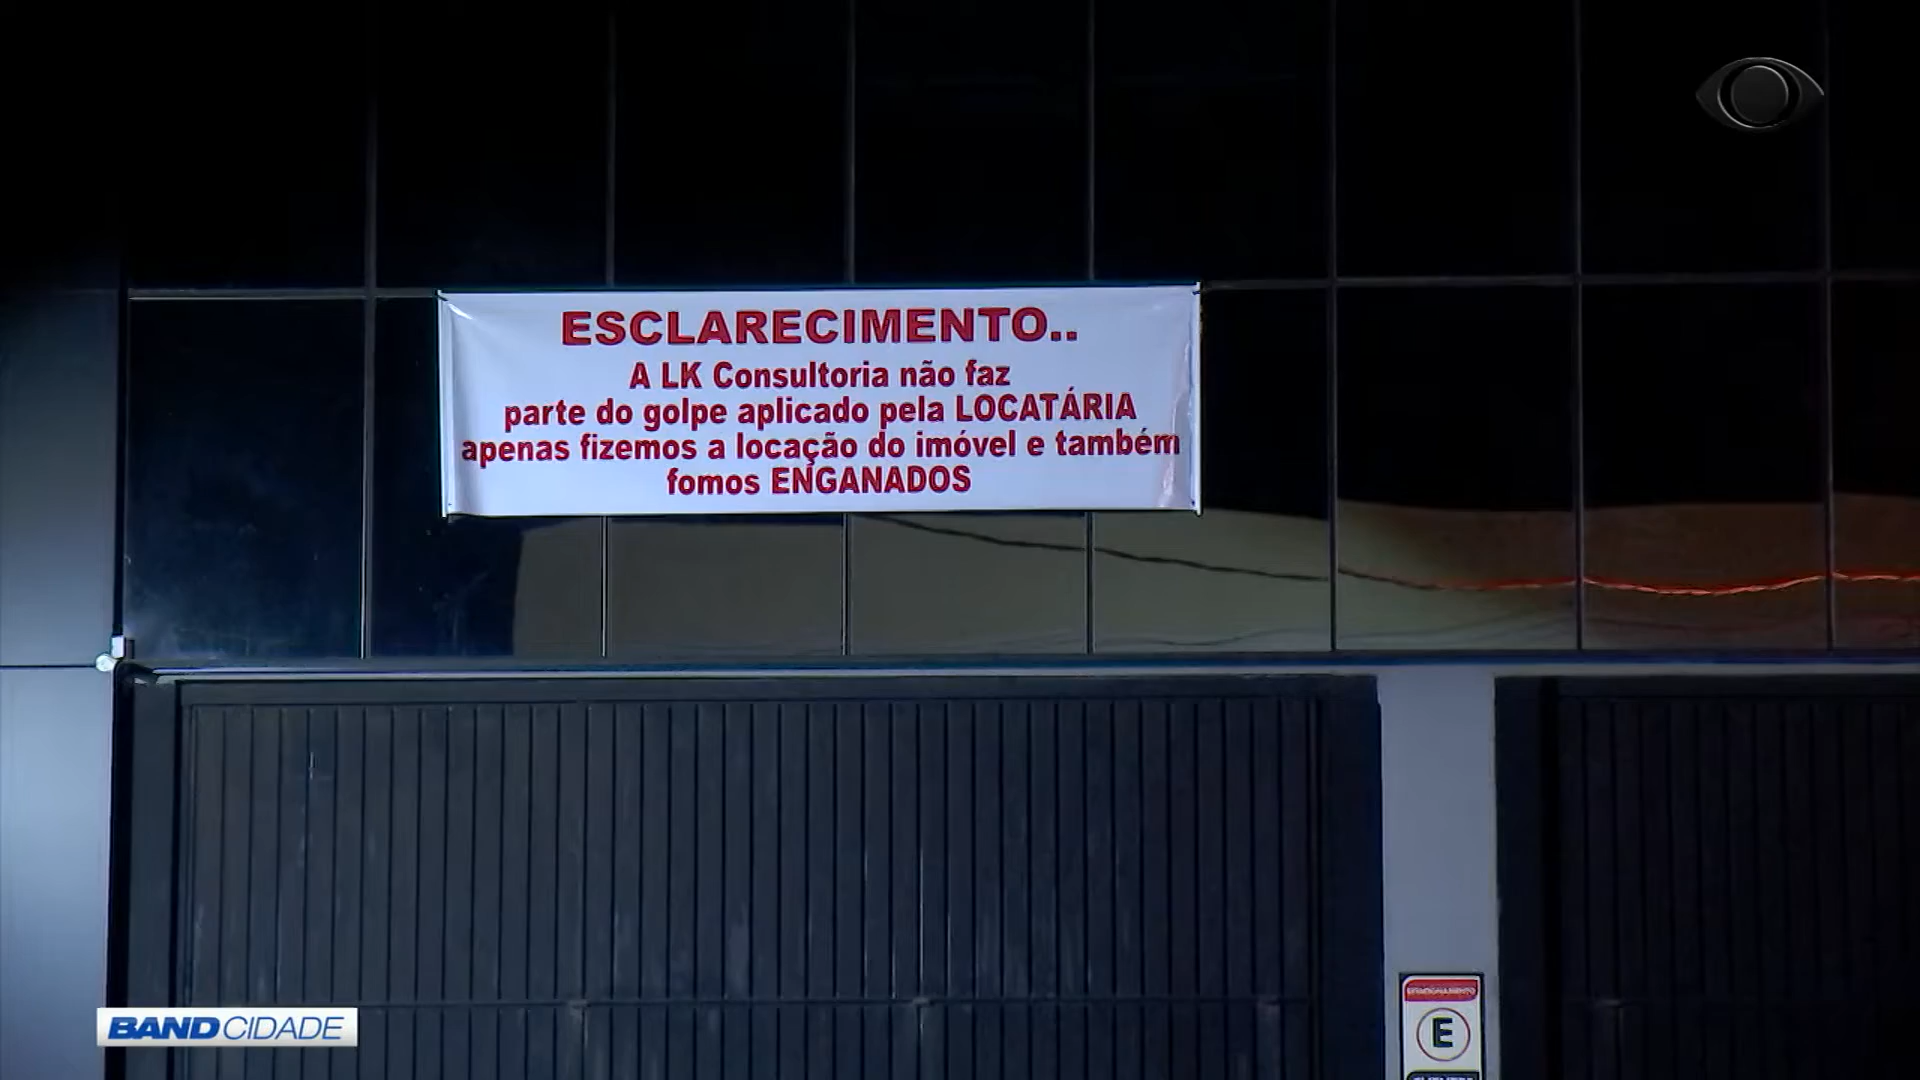 ESCLARECIMENTO..
A LK Consultoria não faz
parte do golpe aplicado pela LOCATÁRIA
apenas fizemos a locação do imóvel e também
fomos ENGANADOS
BAND CIDADE
ESTACIONAMENTO
E